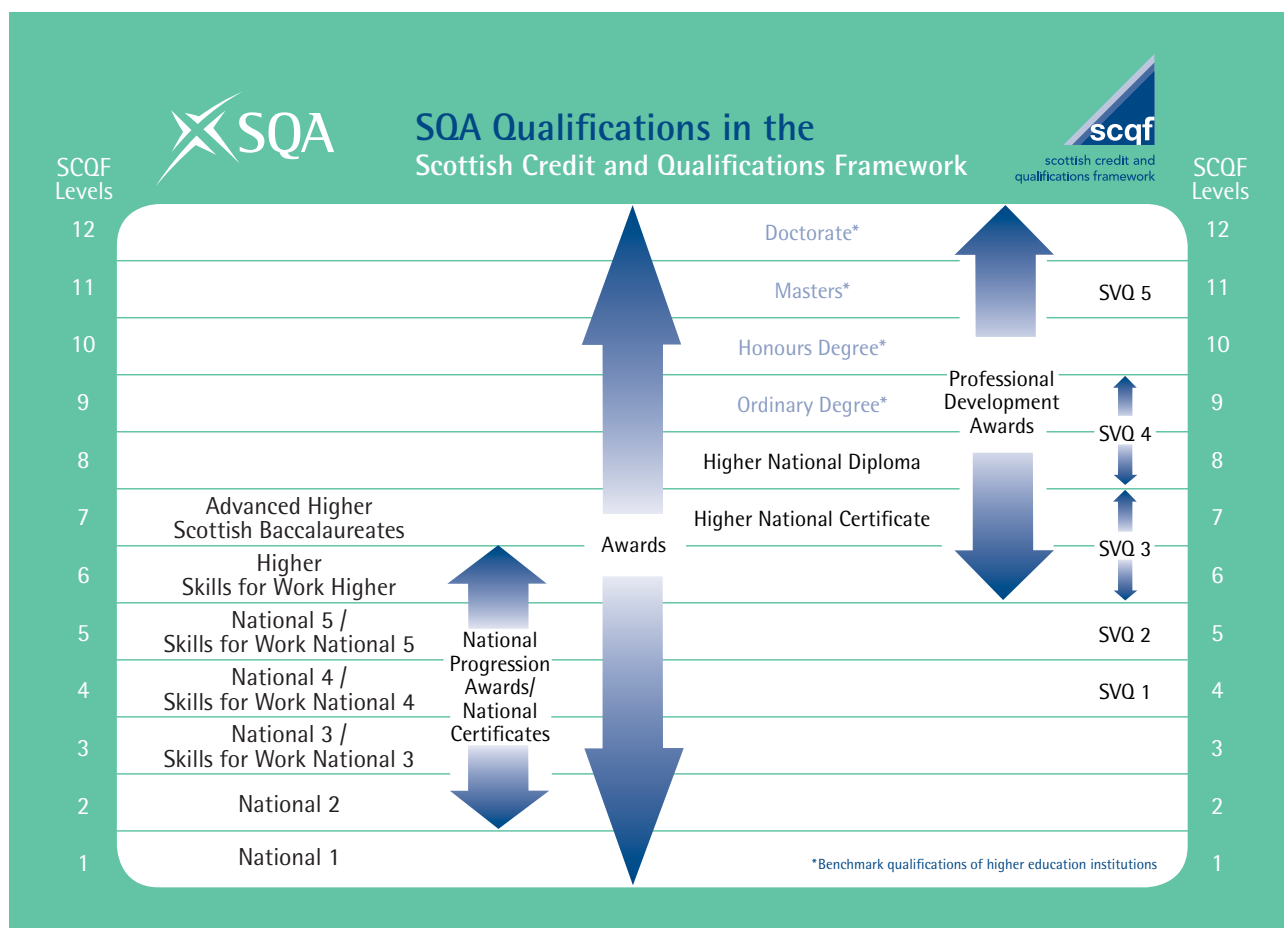 SQA
SQA Qualifications in the
Scottish Credit and Qualifications Framework
scqf
scottish credit and
qualifications framework
SCQF
Levels
SCQF
Levels
12
Doctorate*
12
11
Masters*
SVQ 5
11
10
Honours Degree*
10
9
Ordinary Degree*
Professional
Development
Awards
9
SVQ 4
8
Higher National Diploma
8
7
Advanced Higher
Scottish Baccalaureates
Higher National Certificate
7
Awards
SVQ 3
6
Higher
Skills for Work Higher
6
5
National 5 /
Skills for Work National 5
National
Progression
Awards/
National
Certificates
SVQ 2
5
4
National 4 /
Skills for Work National 4
SVQ 1
4
3
National 3 /
Skills for Work National 3
3
2
National 2
2
1
National 1
*Benchmark qualifications of higher education institutions
1